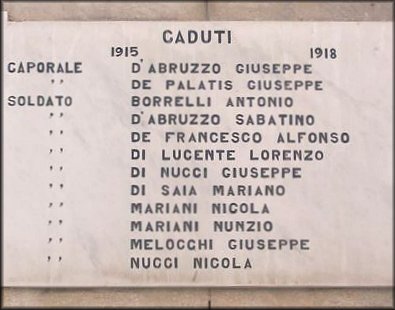 CADUTI
1915 1918
CAPORALE D'ABRUZZO GIUSEPPE
'' DE PALATIS GIUSEPPE
SOLDATO BORRELLI ANTONIO
'' D'ABRUZZO SABATINO
'' DE FRANCESCO ALFONSO
'' DI LUCENTE LORENZO
'' DI NUCCI GIUSEPPE
'' DI SAIA MARIANO
'' MARIANI NICOLA
'' MARIANI NUNZIO
'' MELOCCHI GIUSEPPE
'' NUCCI NICOLA